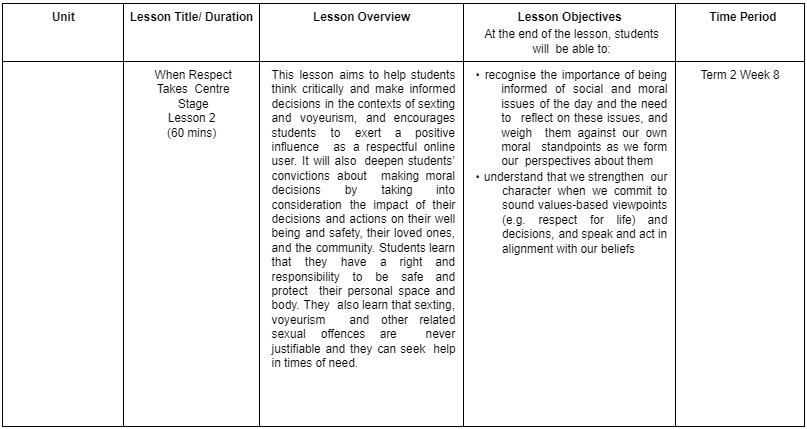 Unit
Lesson Title/ Duration
Lesson Overview
Lesson Objectives
At the end of the lesson, students
will be able to:
Time Period
When Respect
Takes Centre
Stage
Lesson 2
(60 mins)
This lesson aims to help students
think critically and make informed
decisions in the contexts of sexting
and voyeurism, and encourages
students to exert a positive
influence as a respectful online
user. It will also deepen students'
convictions about making moral
decisions by taking into
consideration the impact of their
decisions and actions on their well
being and safety, their loved ones,
and the community. Students learn
that they have a right and
responsibility to be safe and
protect their personal space and
body. They also learn that sexting,
voyeurism and other related
sexual offences are never
justifiable and they can seek help
in times of need.
• recognise the importance of being
informed of social and moral
issues of the day and the need
to reflect on these issues, and
weigh them against our own
moral standpoints as we form
our perspectives about them
• understand that we strengthen our
character when we commit to
sound values-based viewpoints
(e.g. respect for life) and
decisions, and speak and act in
alignment with our beliefs
Term 2 Week 8